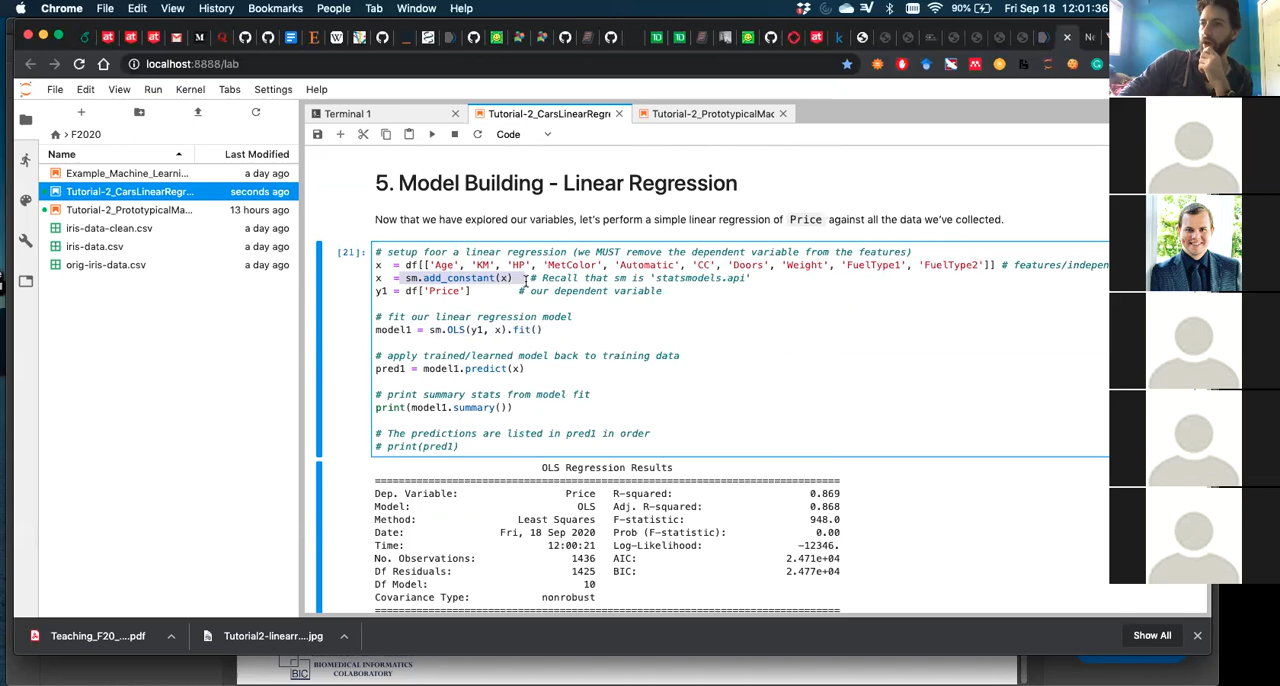 Chrome File Edit View History Bookmarks People Tab Window Help 90% Fri Sep 18 12:01:36
localhost:8888/lab
File Edit View Run Kernel Tabs Settings Help
Terminal 1 Tutorial-2_CarsLinearRegre Tutorial-2_PrototypicalMac
Code
F2020
Name Last Modified
Example_Machine_Learni... a day ago
Tutorial-2_CarsLinearRegr... seconds ago
Tutorial-2_PrototypicalMa... 13 hours ago
iris-data-clean.csv a day ago
iris-data.csv a day ago
orig-iris-data.csv a day ago
5. Model Building - Linear Regression
Now that we have explored our variables, let's perform a simple linear regression of Price against all the data we've collected.
[21]:
# setup foor a linear regression (we MUST remove the dependent variable from the features)
x = df[['Age', 'KM', 'HP', 'MetColor', 'Automatic', 'CC', 'Doors', 'Weight', 'FuelType1', 'FuelType2']] # features/indepen
x = sm.add_constant(x) # Recall that sm is 'statsmodels.api'
y1 = df['Price'] # our dependent variable
# fit our linear regression model
model1 = sm.OLS(y1, x).fit()
# apply trained/learned model back to training data
pred1 = model1.predict(x)
# print summary stats from model fit
print(model1.summary())
# The predictions are listed in pred1 in order
# print(pred1)
OLS Regression Results
==============================================================================
Dep. Variable: Price R-squared: 0.869
Model: OLS Adj. R-squared: 0.868
Method: Least Squares F-statistic: 948.0
Date: Fri, 18 Sep 2020 Prob (F-statistic): 0.00
Time: 12:00:21 Log-Likelihood: -12346.
No. Observations: 1436 AIC: 2.471e+04
Df Residuals: 1425 BIC: 2.477e+04
Df Model: 10
Covariance Type: nonrobust
==============================================================================
Teaching_F20_....pdf Tutorial2-linearr....jpg Show All
BIOMEDICAL INFORMATICS
BIC COLLABORATORY